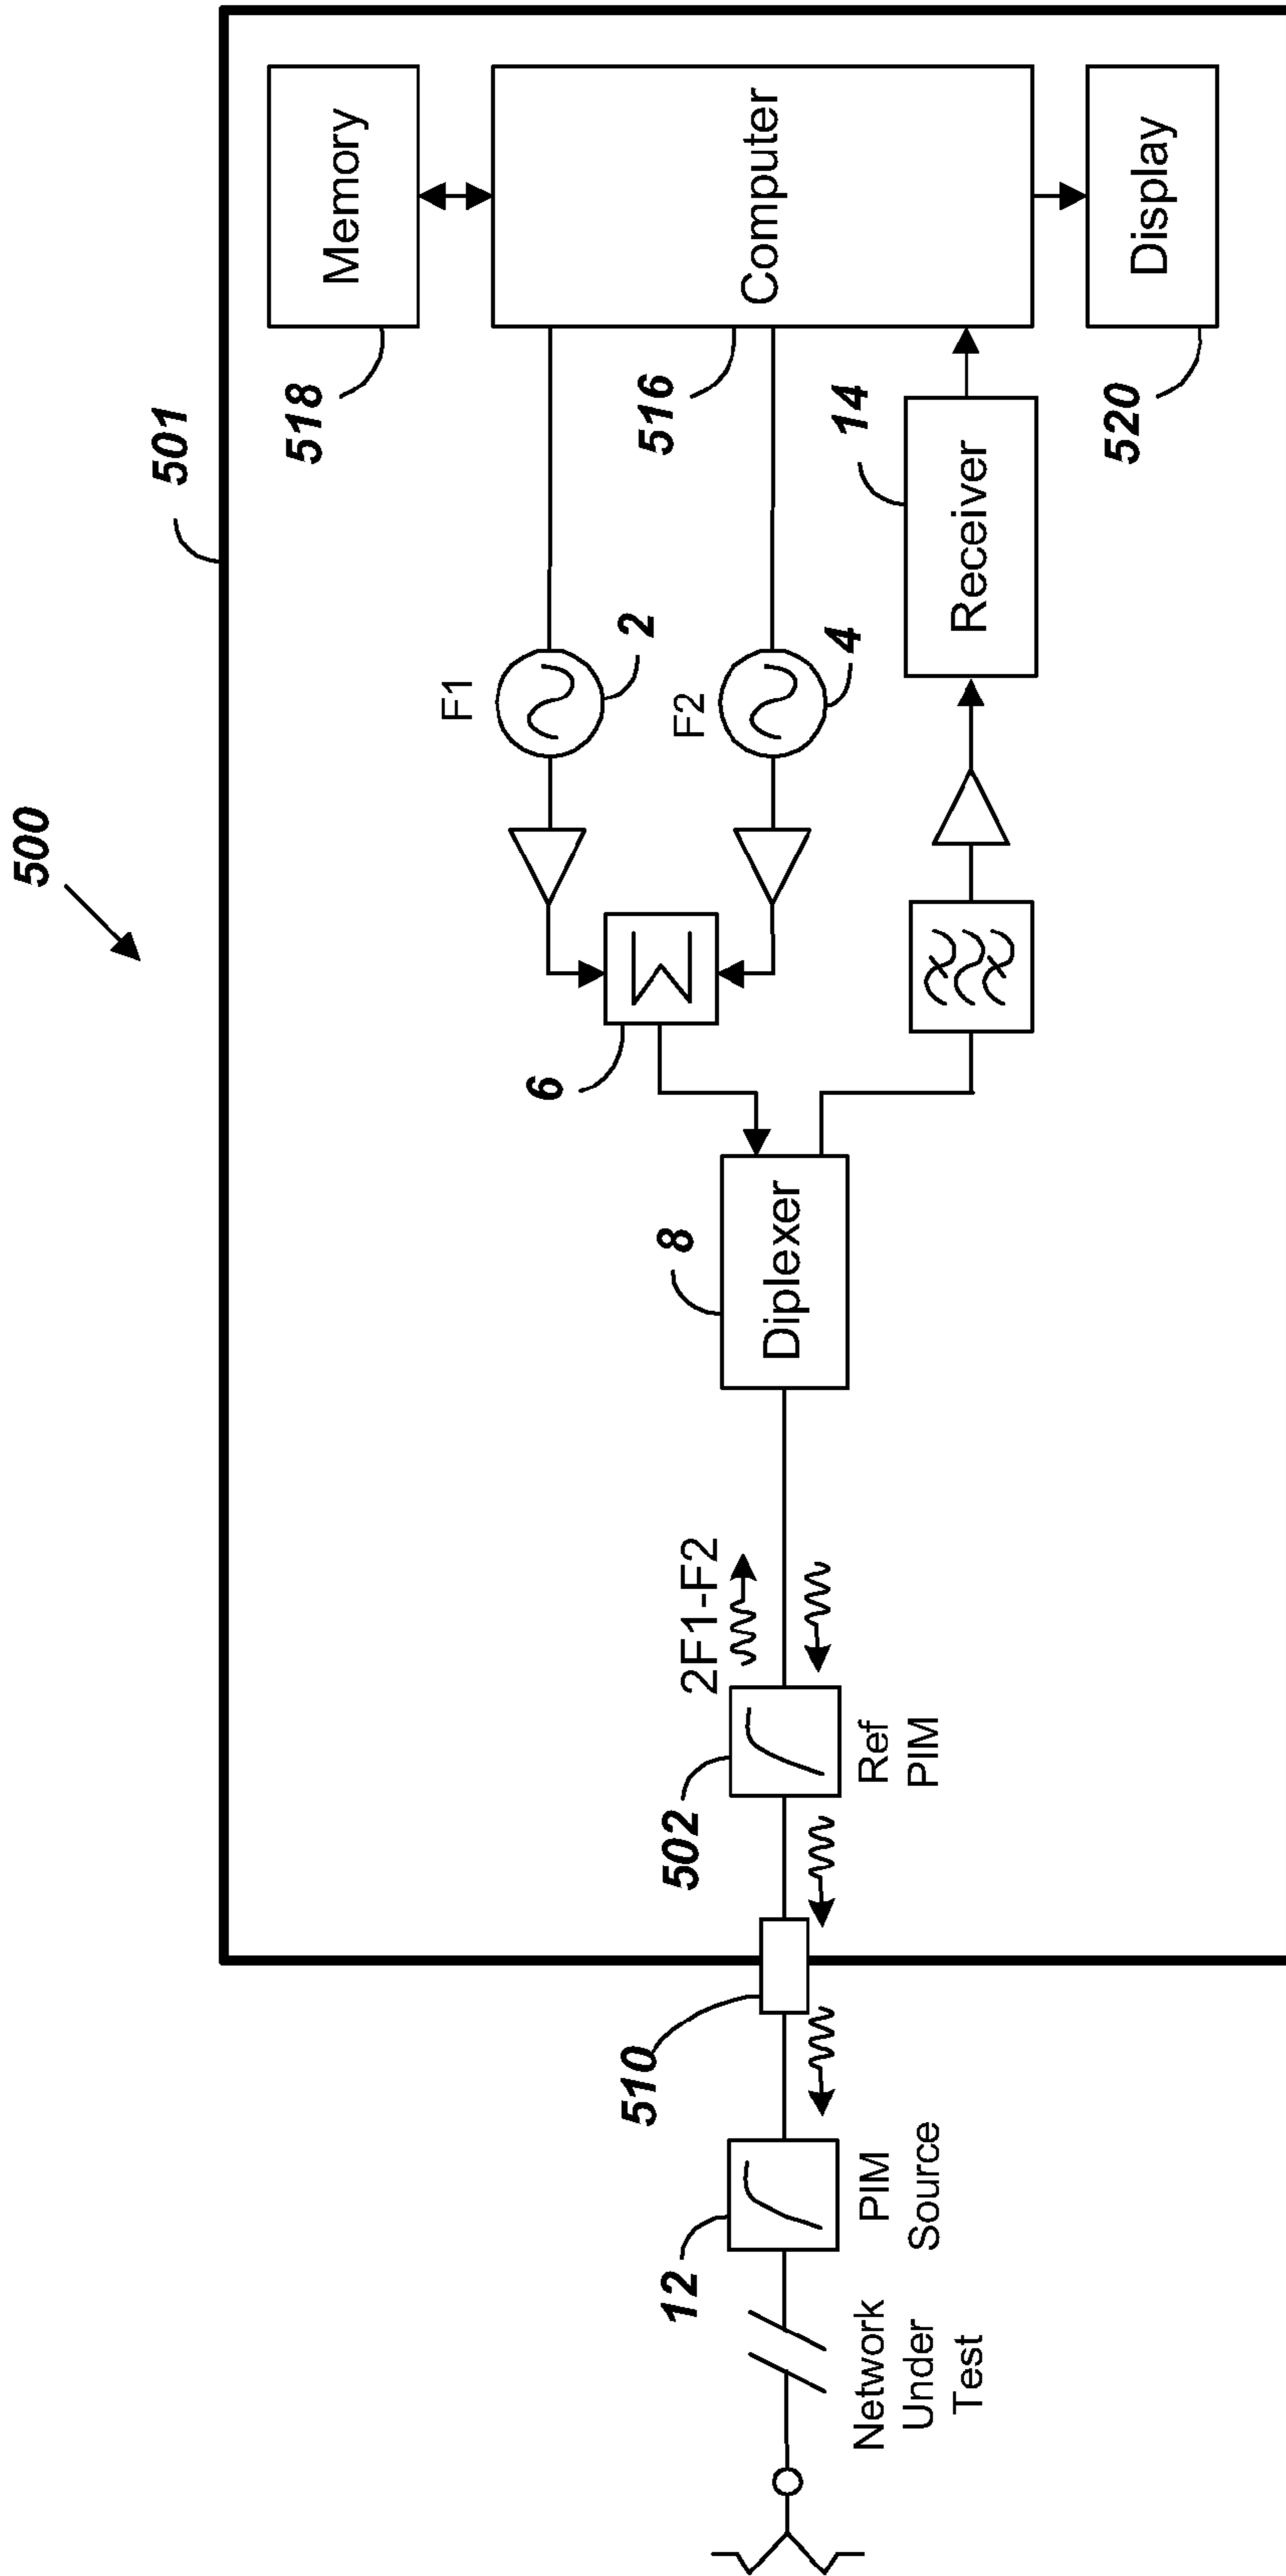 500
501
Memory
518
Computer
516
Display
520
F1
2
F2
4
Receiver
14
Σ
6
Diplexer
8
2F1-F2
Ref
PIM
502
510
PIM
Source
12
Network
Under
Test